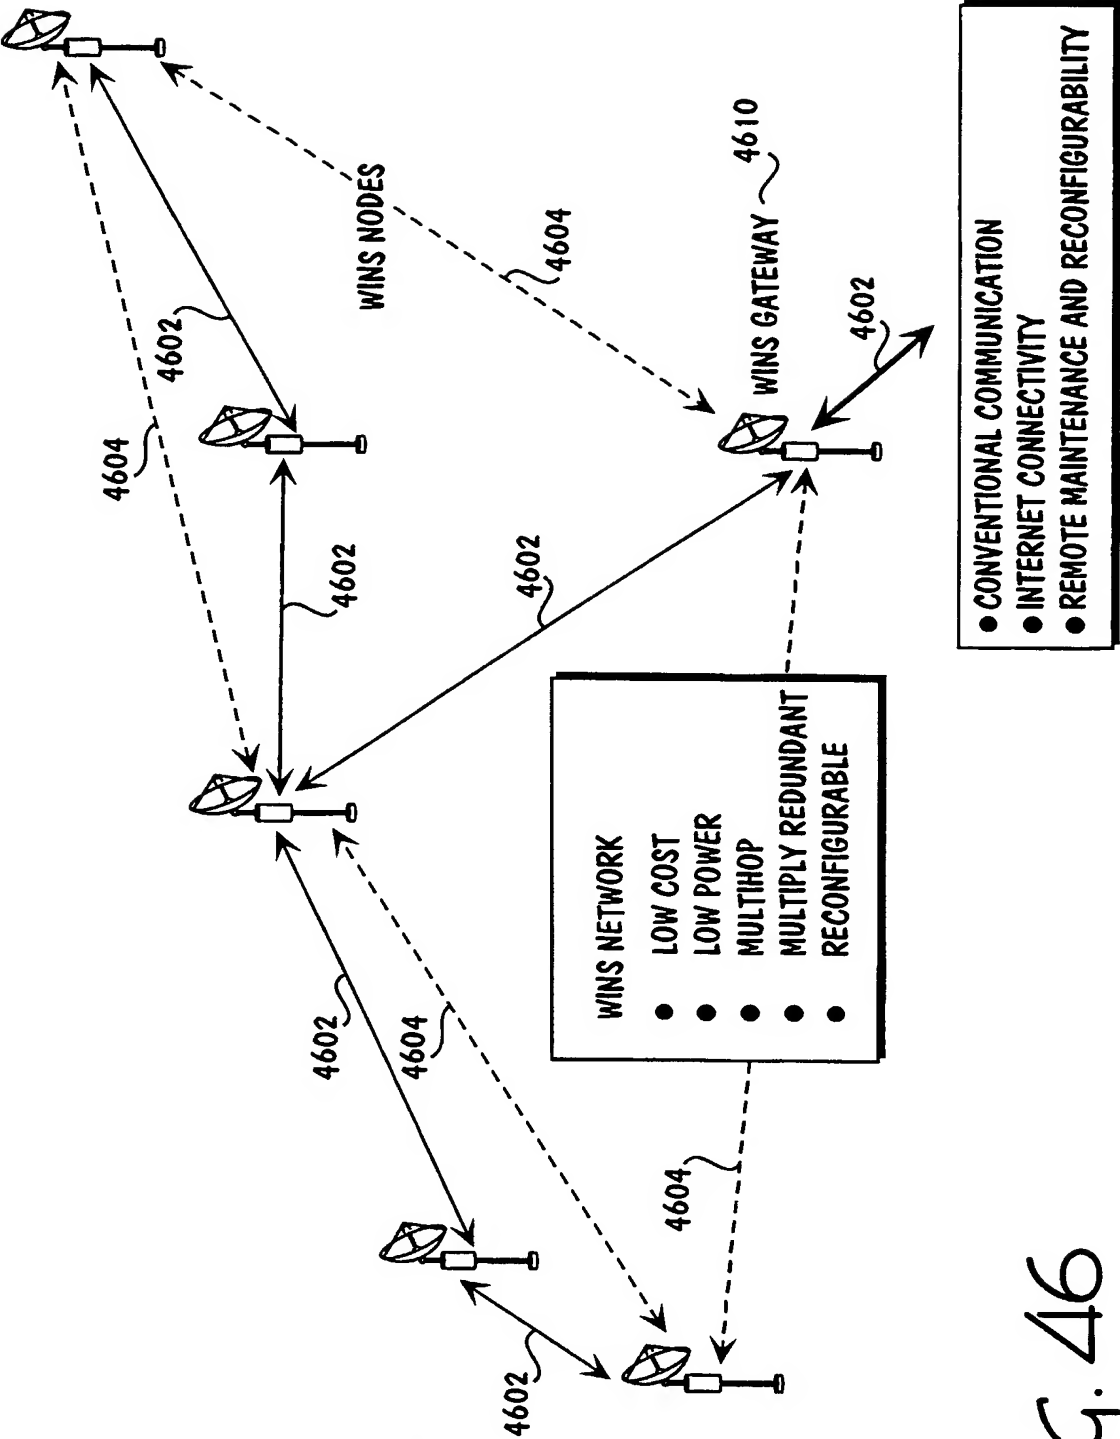 4604
4602
4602
4602
WINS NODES
4604
4602
4602
4604
WINS NETWORK
● LOW COST
● LOW POWER
● MULTIHOP
● MULTIPLY REDUNDANT
● RECONFIGURABLE
4604
WINS GATEWAY 4610
4602
● CONVENTIONAL COMMUNICATION
● INTERNET CONNECTIVITY
● REMOTE MAINTENANCE AND RECONFIGURABILITY
G. 46